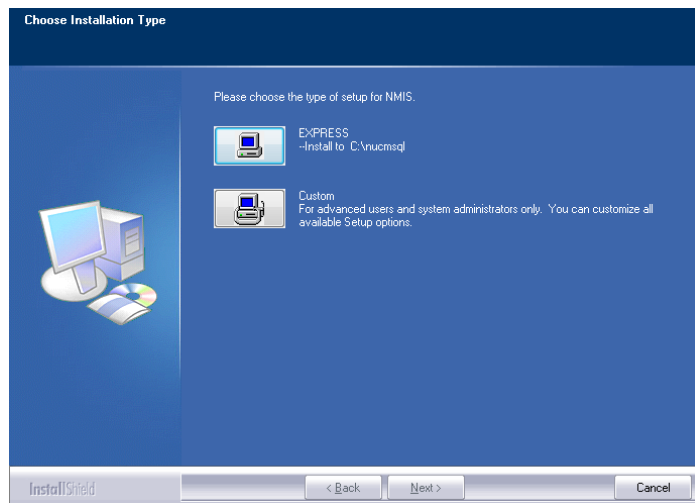 Choose Installation Type
Please choose the type of setup for NMIS.
EXPRESS
--Install to C:\nucmsql
Custom
For advanced users and system administrators only. You can customize all
available Setup options.
InstallShield
< Back
Next >
Cancel